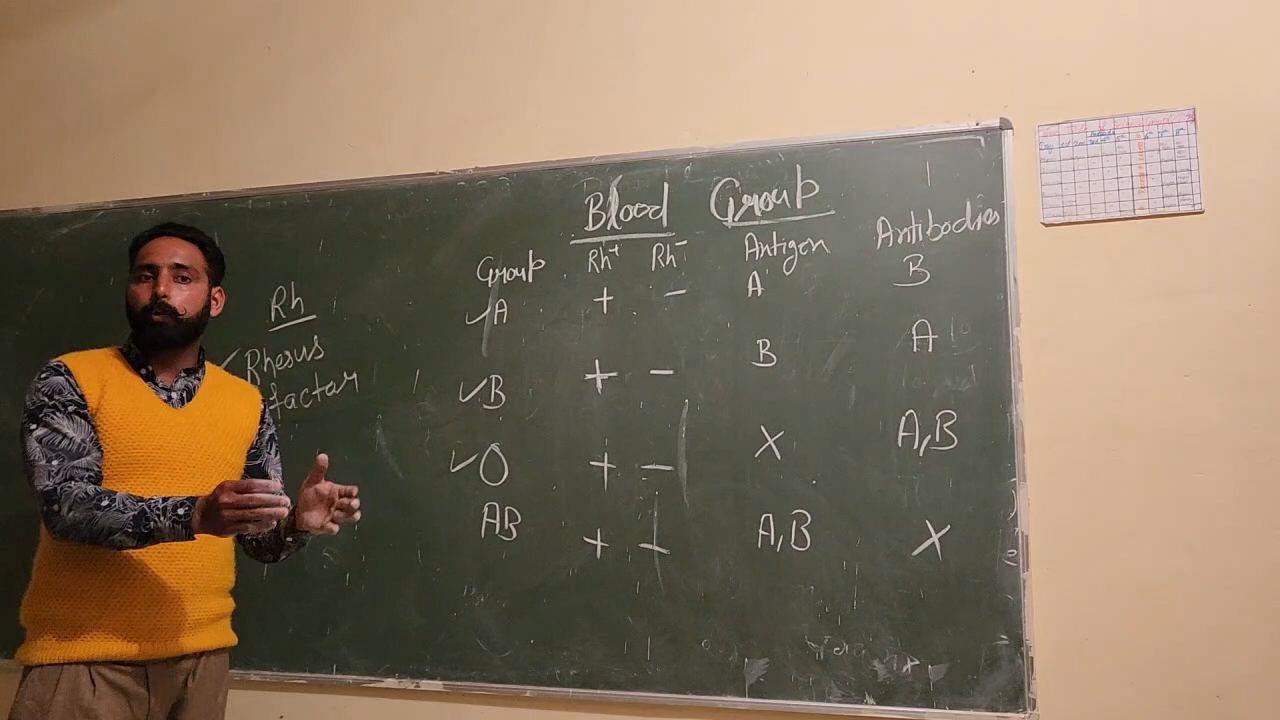 Blood Group
Group Rh+ Rh- Antigen Antibodies
✓A + - A B
✓B + - B A
✓O + - X A,B
AB + - A,B X
Rh
✓Rhesus
factor